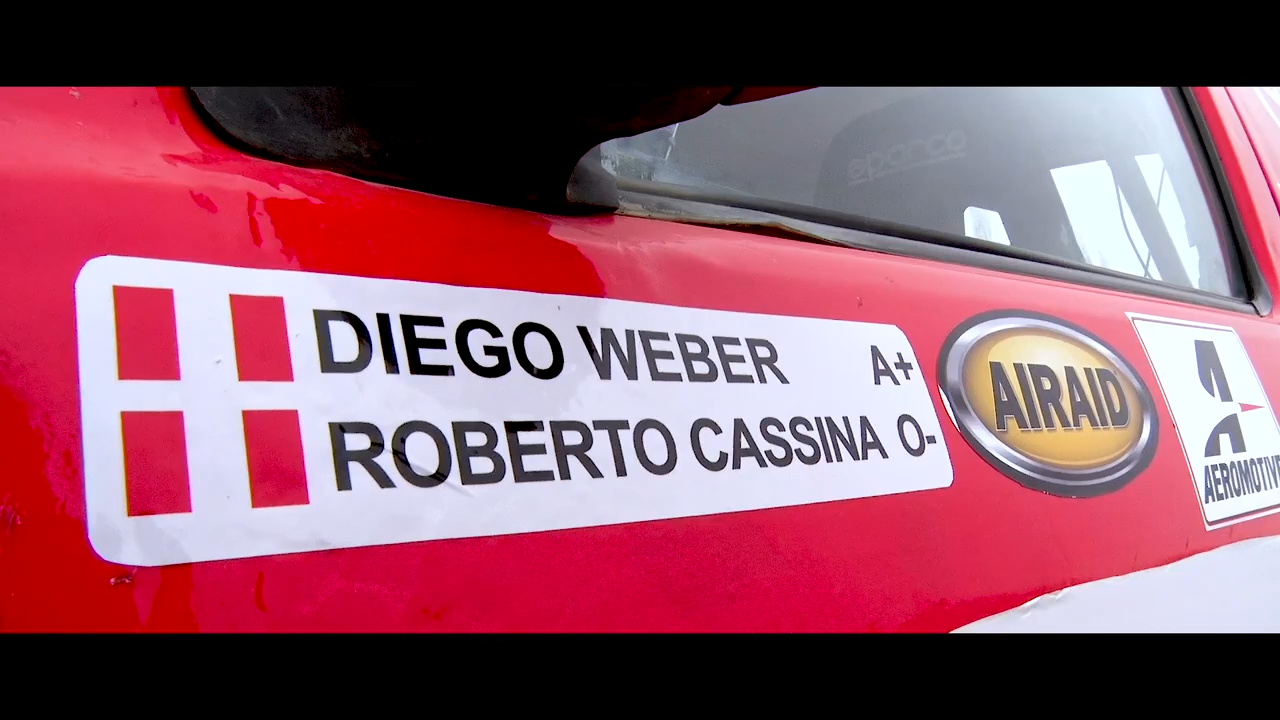 sparco
DIEGO WEBER A+
ROBERTO CASSINA O-
AIRAID
AEROMOTIVE